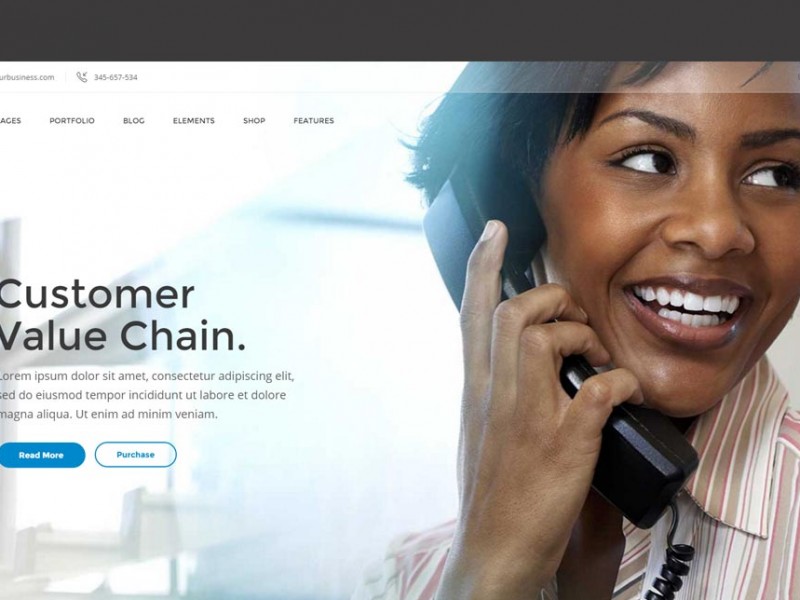 urbusiness.com 345-657-534
AGES PORTFOLIO BLOG ELEMENTS SHOP FEATURES
Customer
Value Chain.
Lorem ipsum dolor sit amet, consectetur adipiscing elit,
sed do eiusmod tempor incididunt ut labore et dolore
magna aliqua. Ut enim ad minim veniam.
Read More Purchase